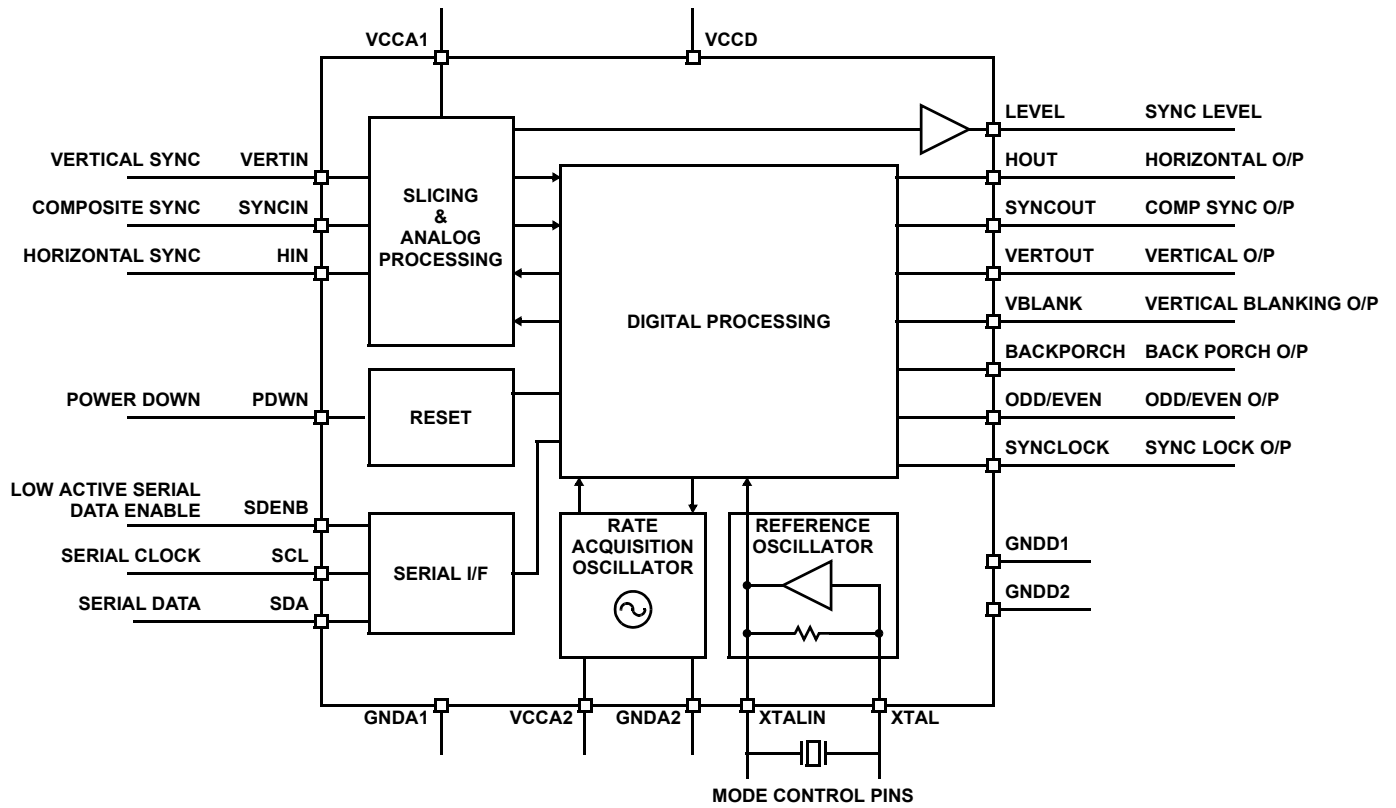 VCCA1
VCCD
LEVEL SYNC LEVEL
VERTICAL SYNC VERTIN
HOUT HORIZONTAL O/P
COMPOSITE SYNC SYNCIN
SLICING
&
ANALOG
PROCESSING
SYNCOUT COMP SYNC O/P
HORIZONTAL SYNC HIN
VERTOUT VERTICAL O/P
DIGITAL PROCESSING
VBLANK VERTICAL BLANKING O/P
BACKPORCH BACK PORCH O/P
POWER DOWN PDWN
RESET
ODD/EVEN ODD/EVEN O/P
SYNCLOCK SYNC LOCK O/P
LOW ACTIVE SERIAL
DATA ENABLE SDENB
SERIAL CLOCK SCL
SERIAL DATA SDA
SERIAL I/F
RATE
ACQUISITION
OSCILLATOR
REFERENCE
OSCILLATOR
GNDD1
GNDD2
GNDA1
VCCA2
GNDA2
XTALIN
XTAL
MODE CONTROL PINS